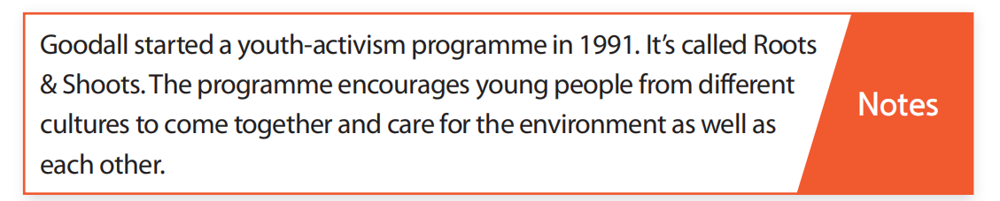 Goodall started a youth-activism programme in 1991. It’s called Roots
& Shoots. The programme encourages young people from different
cultures to come together and care for the environment as well as
each other.
Notes